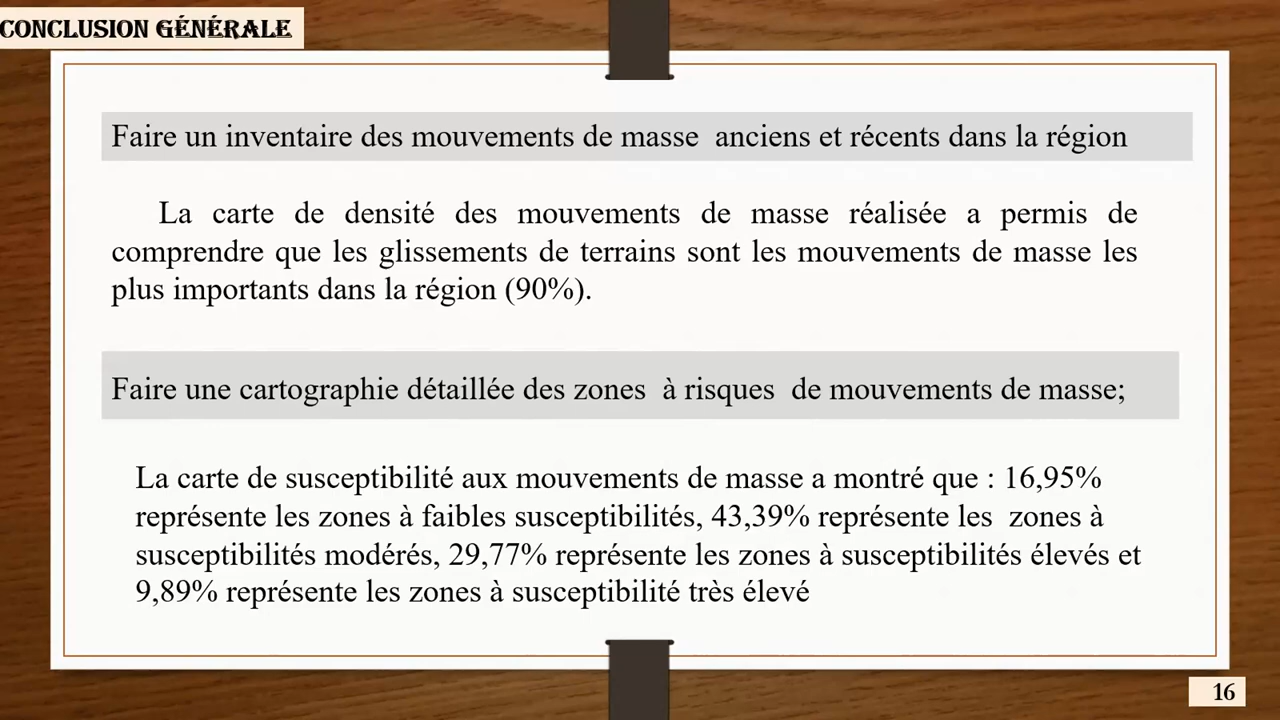 CONCLUSION GÉNÉRALE
Faire un inventaire des mouvements de masse anciens et récents dans la région
La carte de densité des mouvements de masse réalisée a permis de
comprendre que les glissements de terrains sont les mouvements de masse les
plus importants dans la région (90%).
Faire une cartographie détaillée des zones à risques de mouvements de masse;
La carte de susceptibilité aux mouvements de masse a montré que : 16,95%
représente les zones à faibles susceptibilités, 43,39% représente les zones à
susceptibilités modérés, 29,77% représente les zones à susceptibilités élevés et
9,89% représente les zones à susceptibilité très élevé
16